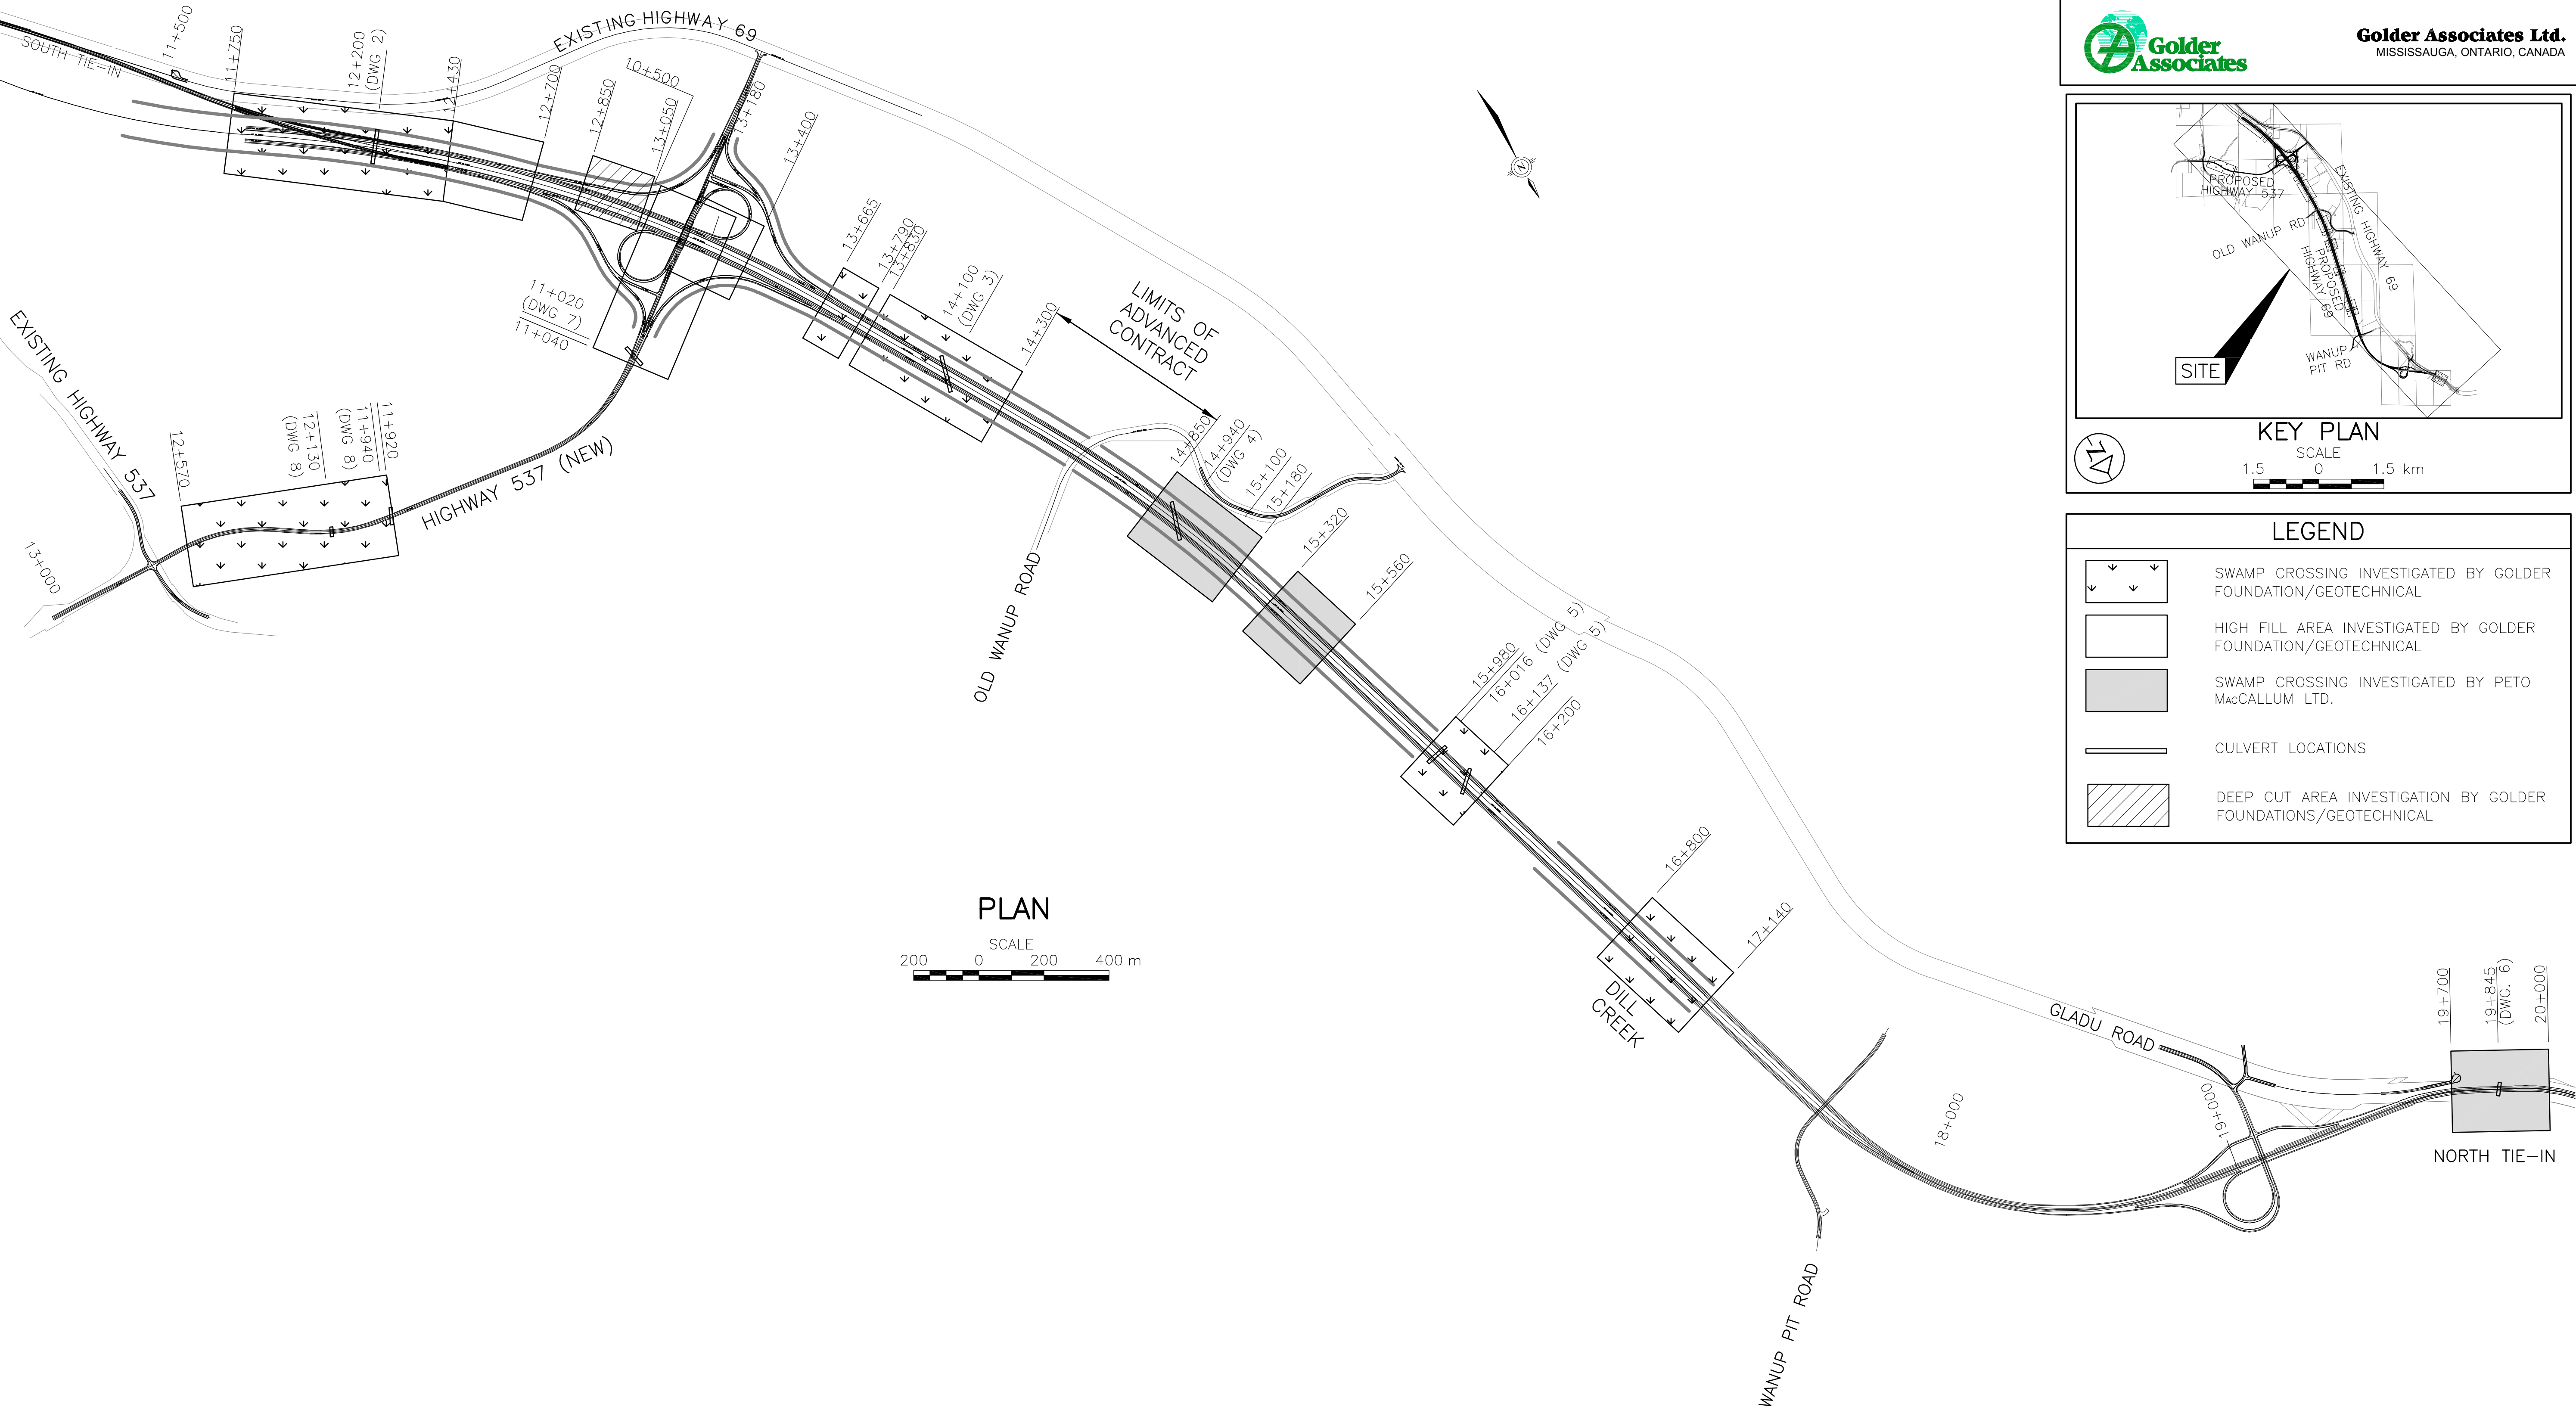 SOUTH TIE-IN
11+500
11+750
12+200
(DWG 2)
12+430
EXISTING HIGHWAY 69
12+700
12+850
10+500
13+050
13+180
13+400
13+665
13+790
13+830
14+100
(DWG 3)
14+300
LIMITS OF
ADVANCED
CONTRACT
11+020
(DWG 7)
11+040
EXISTING HIGHWAY 537
12+570
12+130
(DWG 8)
11+940
(DWG 8)
11+920
HIGHWAY 537 (NEW)
13+000
OLD WANUP ROAD
14+850
14+940
(DWG 4)
15+100
15+180
15+320
15+560
15+980
16+016 (DWG 5)
16+137 (DWG 5)
16+200
16+800
17+140
DILL
CREEK
PLAN
SCALE
200 0 200 400 m
WANUP PIT ROAD
18+000
19+000
GLADU ROAD
19+700
19+845
(DWG. 6)
20+000
NORTH TIE-IN
N
Golder
Associates
Golder Associates Ltd.
MISSISSAUGA, ONTARIO, CANADA
PROPOSED
HIGHWAY 537
OLD WANUP RD
EXISTING HIGHWAY 69
PROPOSED
HIGHWAY 69
WANUP
PIT RD
SITE
KEY PLAN
SCALE
1.5 0 1.5 km
N
LEGEND
SWAMP CROSSING INVESTIGATED BY GOLDER
FOUNDATION/GEOTECHNICAL
HIGH FILL AREA INVESTIGATED BY GOLDER
FOUNDATION/GEOTECHNICAL
SWAMP CROSSING INVESTIGATED BY PETO
MacCALLUM LTD.
CULVERT LOCATIONS
DEEP CUT AREA INVESTIGATION BY GOLDER
FOUNDATIONS/GEOTECHNICAL